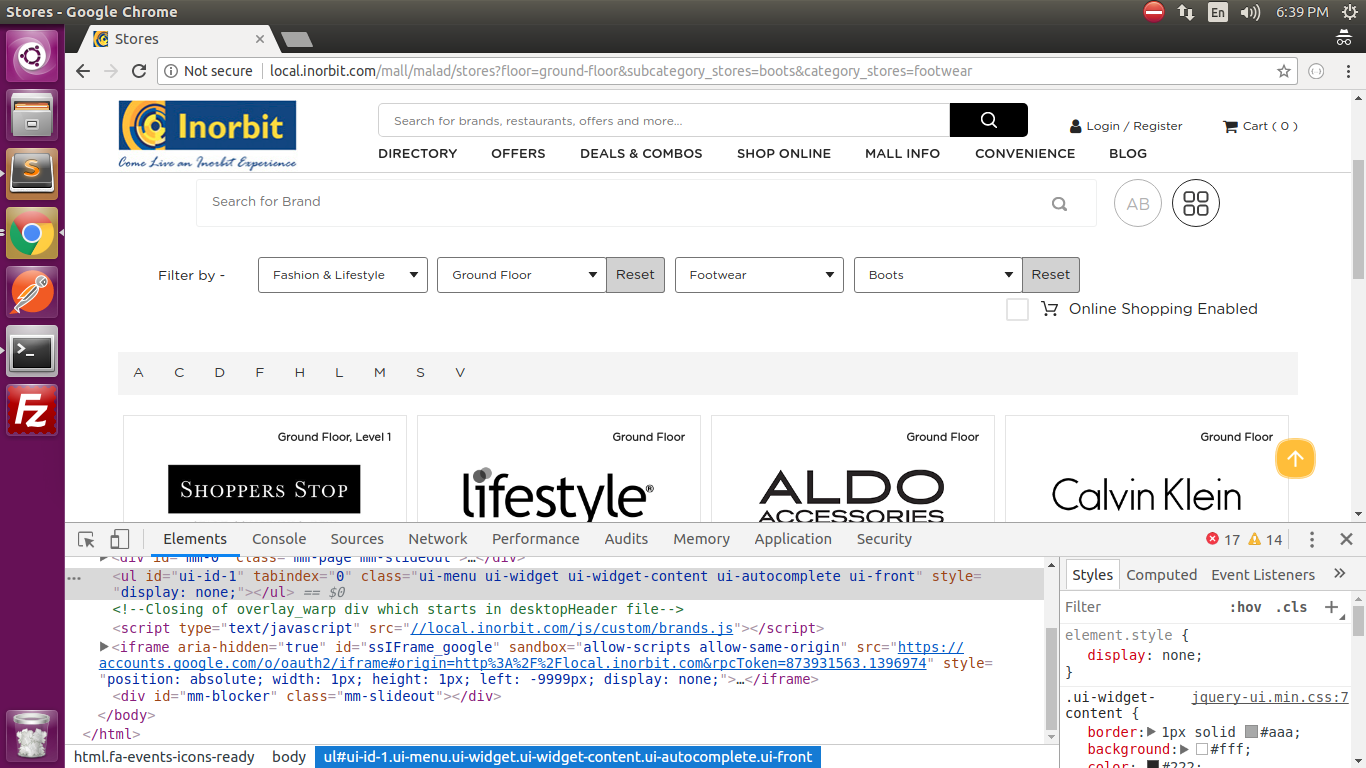 Stores - Google Chrome
En
6:39 PM
Stores
Not secure
local.inorbit.com/mall/malad/stores?floor=ground-floor&subcategory_stores=boots&category_stores=footwear
Inorbit
Come Live an Inorbit Experience
Search for brands, restaurants, offers and more...
Login / Register
Cart ( 0 )
DIRECTORY OFFERS DEALS & COMBOS SHOP ONLINE MALL INFO CONVENIENCE BLOG
Search for Brand
AB
Filter by -
Fashion & Lifestyle
Ground Floor
Reset
Footwear
Boots
Reset
Online Shopping Enabled
A C D F H L M S V
Ground Floor, Level 1
SHOPPERS STOP
Ground Floor
lifestyle®
Ground Floor
ALDO
ACCESSORIES
Ground Floor
Calvin Klein
S
Fz
Elements Console Sources Network Performance Audits Memory Application Security
17 14
<div id="mm-0" class="mm-page mm-slideout">…</div>
<ul id="ui-id-1" tabindex="0" class="ui-menu ui-widget ui-widget-content ui-autocomplete ui-front" style=
"display: none;"></ul> == $0
<!--Closing of overlay_warp div which starts in desktopHeader file-->
<script type="text/javascript" src="//local.inorbit.com/js/custom/brands.js"></script>
<iframe aria-hidden="true" id="ssIFrame_google" sandbox="allow-scripts allow-same-origin" src="https://
accounts.google.com/o/oauth2/iframe#origin=http%3A%2F%2Flocal.inorbit.com&rpcToken=873931563.1396974" style=
"position: absolute; width: 1px; height: 1px; left: -9999px; display: none;">…</iframe>
<div id="mm-blocker" class="mm-slideout"></div>
</body>
</html>
html.fa-events-icons-ready body ul#ui-id-1.ui-menu.ui-widget.ui-widget-content.ui-autocomplete.ui-front
Styles Computed Event Listeners »
Filter :hov .cls +
element.style {
display: none;
}
.ui-widget- jquery-ui.min.css:7
content {
border: 1px solid #aaa;
background: #fff;
color: #222;